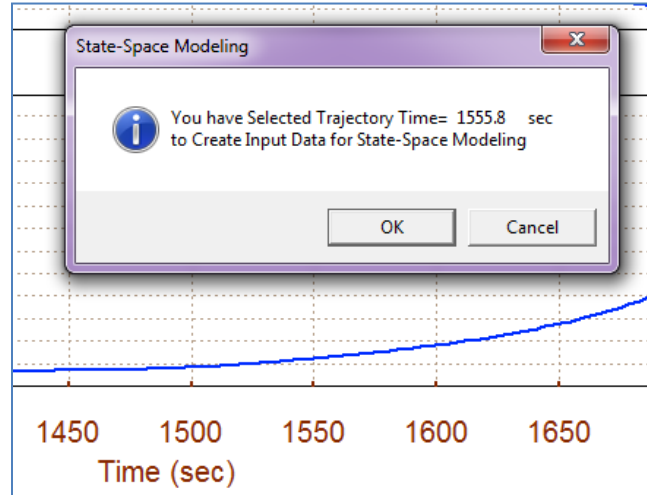 State-Space Modeling
You have Selected Trajectory Time= 1555.8 sec
to Create Input Data for State-Space Modeling
OK Cancel
1450 1500 1550 1600 1650
Time (sec)